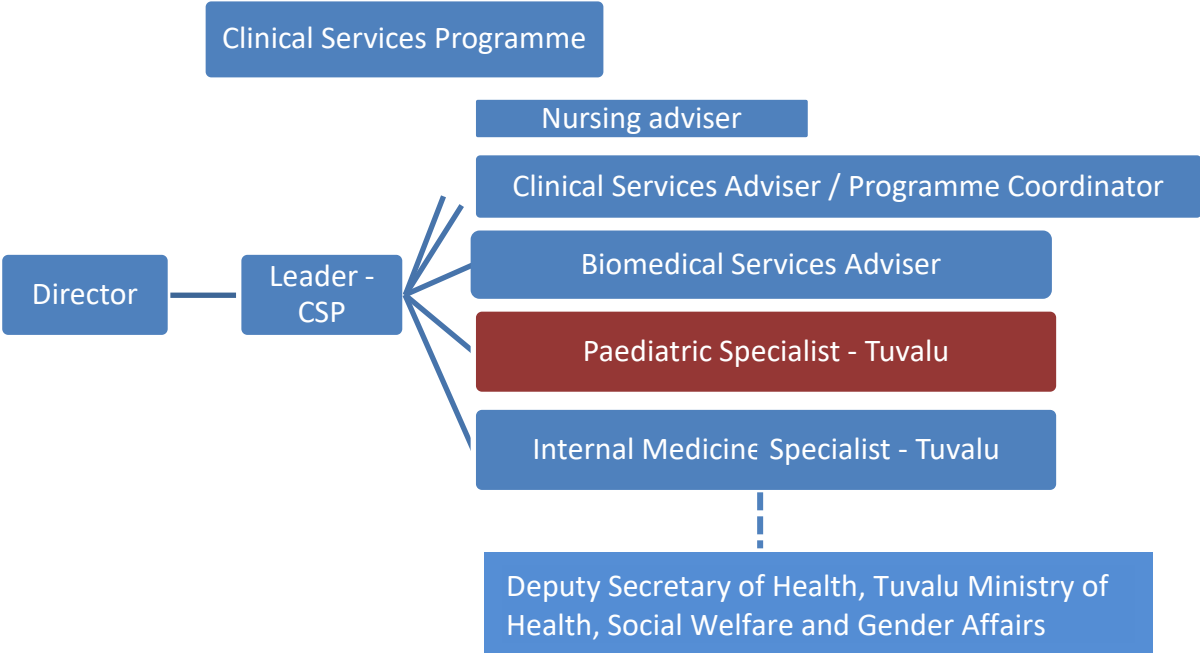 Clinical Services Programme
Nursing adviser
Clinical Services Adviser / Programme Coordinator
Biomedical Services Adviser
Director
Leader -
CSP
Paediatric Specialist - Tuvalu
Internal Medicine Specialist - Tuvalu
Deputy Secretary of Health, Tuvalu Ministry of
Health, Social Welfare and Gender Affairs